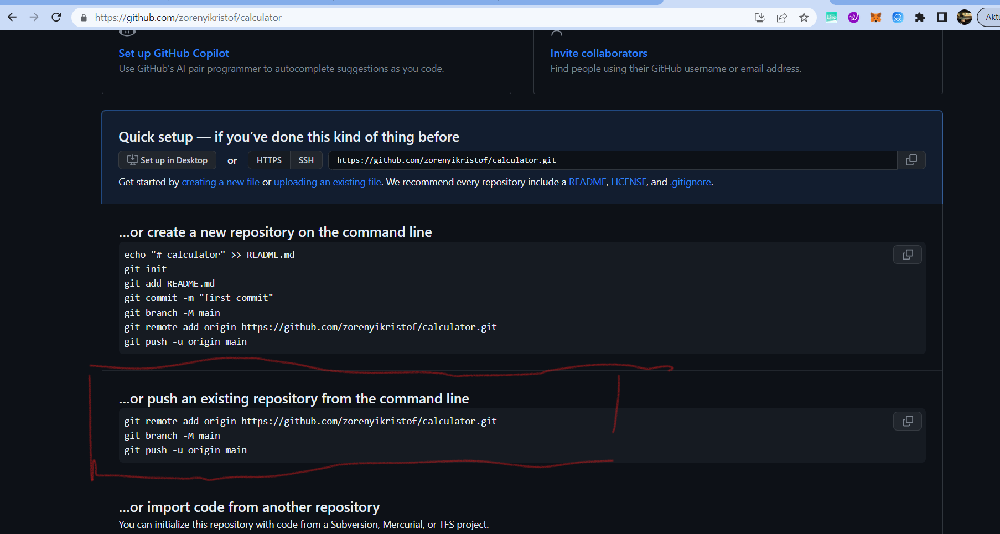 https://github.com/zorenyikristof/calculator
Uno
Aktu
Set up GitHub Copilot
Use GitHub's AI pair programmer to autocomplete suggestions as you code.
Invite collaborators
Find people using their GitHub username or email address.
Quick setup — if you’ve done this kind of thing before
Set up in Desktop or HTTPS SSH https://github.com/zorenyikristof/calculator.git
Get started by creating a new file or uploading an existing file. We recommend every repository include a README, LICENSE, and .gitignore.
…or create a new repository on the command line
echo "# calculator" >> README.md
git init
git add README.md
git commit -m "first commit"
git branch -M main
git remote add origin https://github.com/zorenyikristof/calculator.git
git push -u origin main
…or push an existing repository from the command line
git remote add origin https://github.com/zorenyikristof/calculator.git
git branch -M main
git push -u origin main
…or import code from another repository
You can initialize this repository with code from a Subversion, Mercurial, or TFS project.